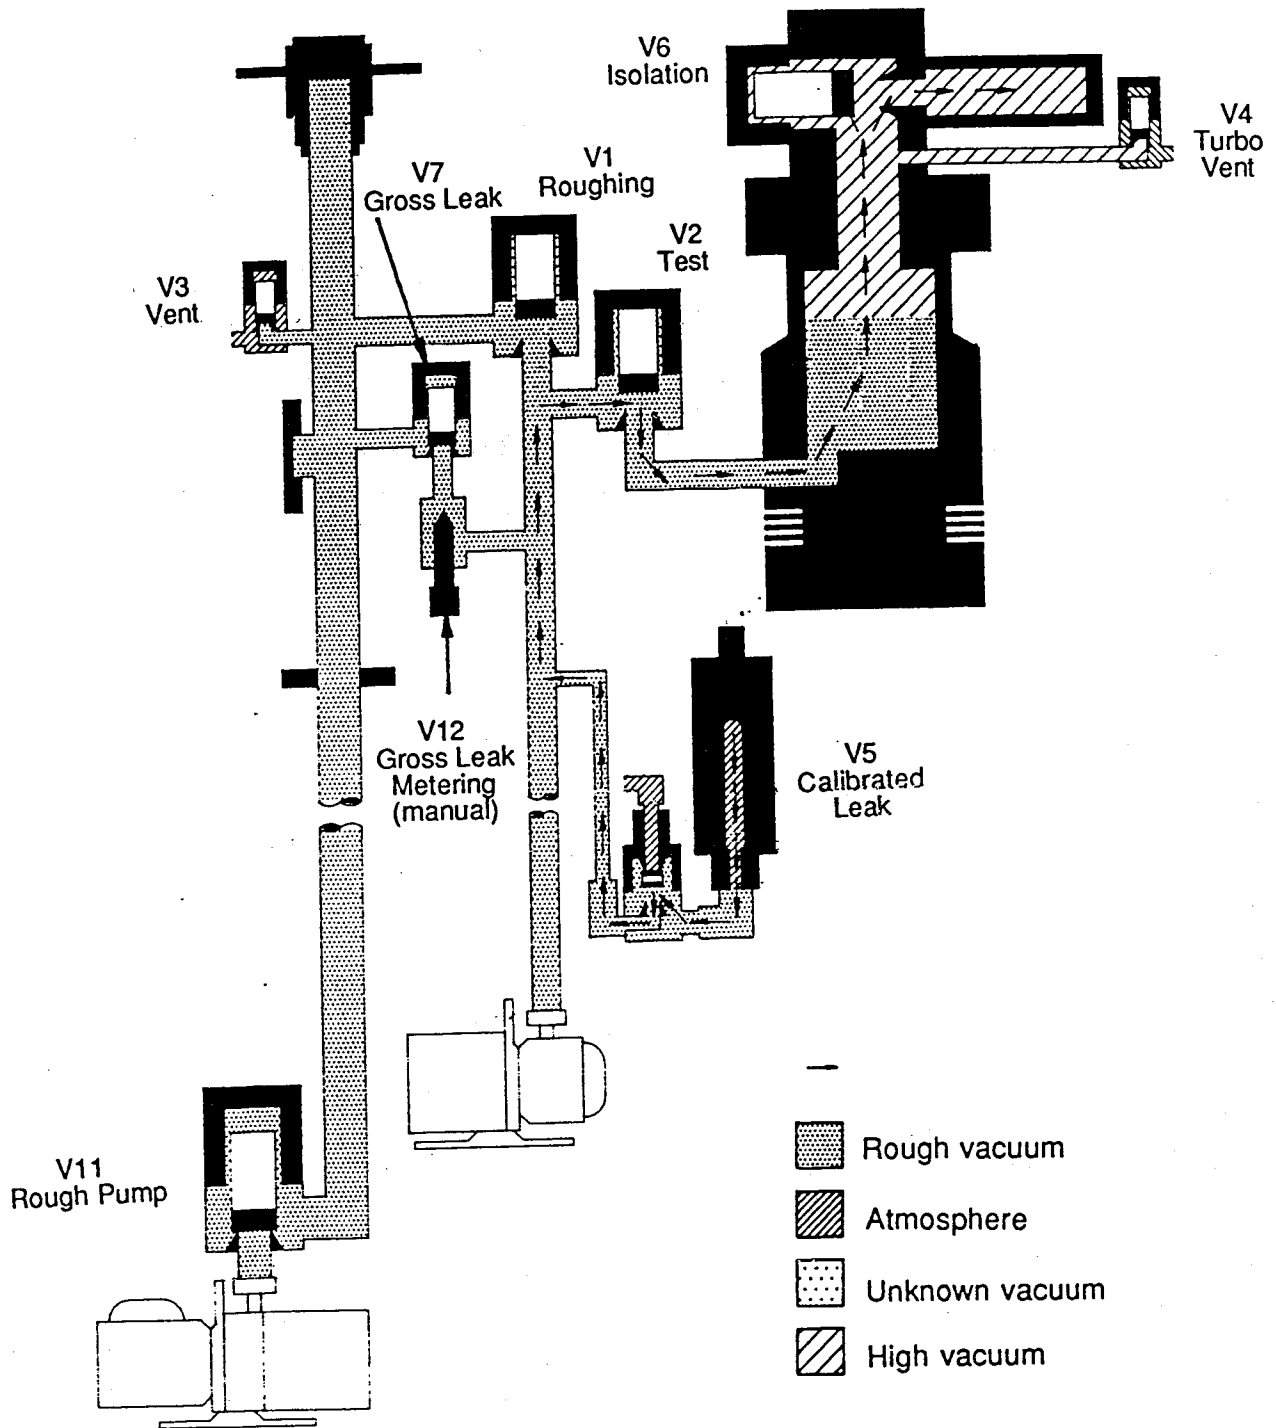 V6
Isolation
V4
Turbo
Vent
V1
Roughing
V7
Gross Leak
V2
Test
V3
Vent
V12
Gross Leak
Metering
(manual)
V5
Calibrated
Leak
V11
Rough Pump
Rough vacuum
Atmosphere
Unknown vacuum
High vacuum